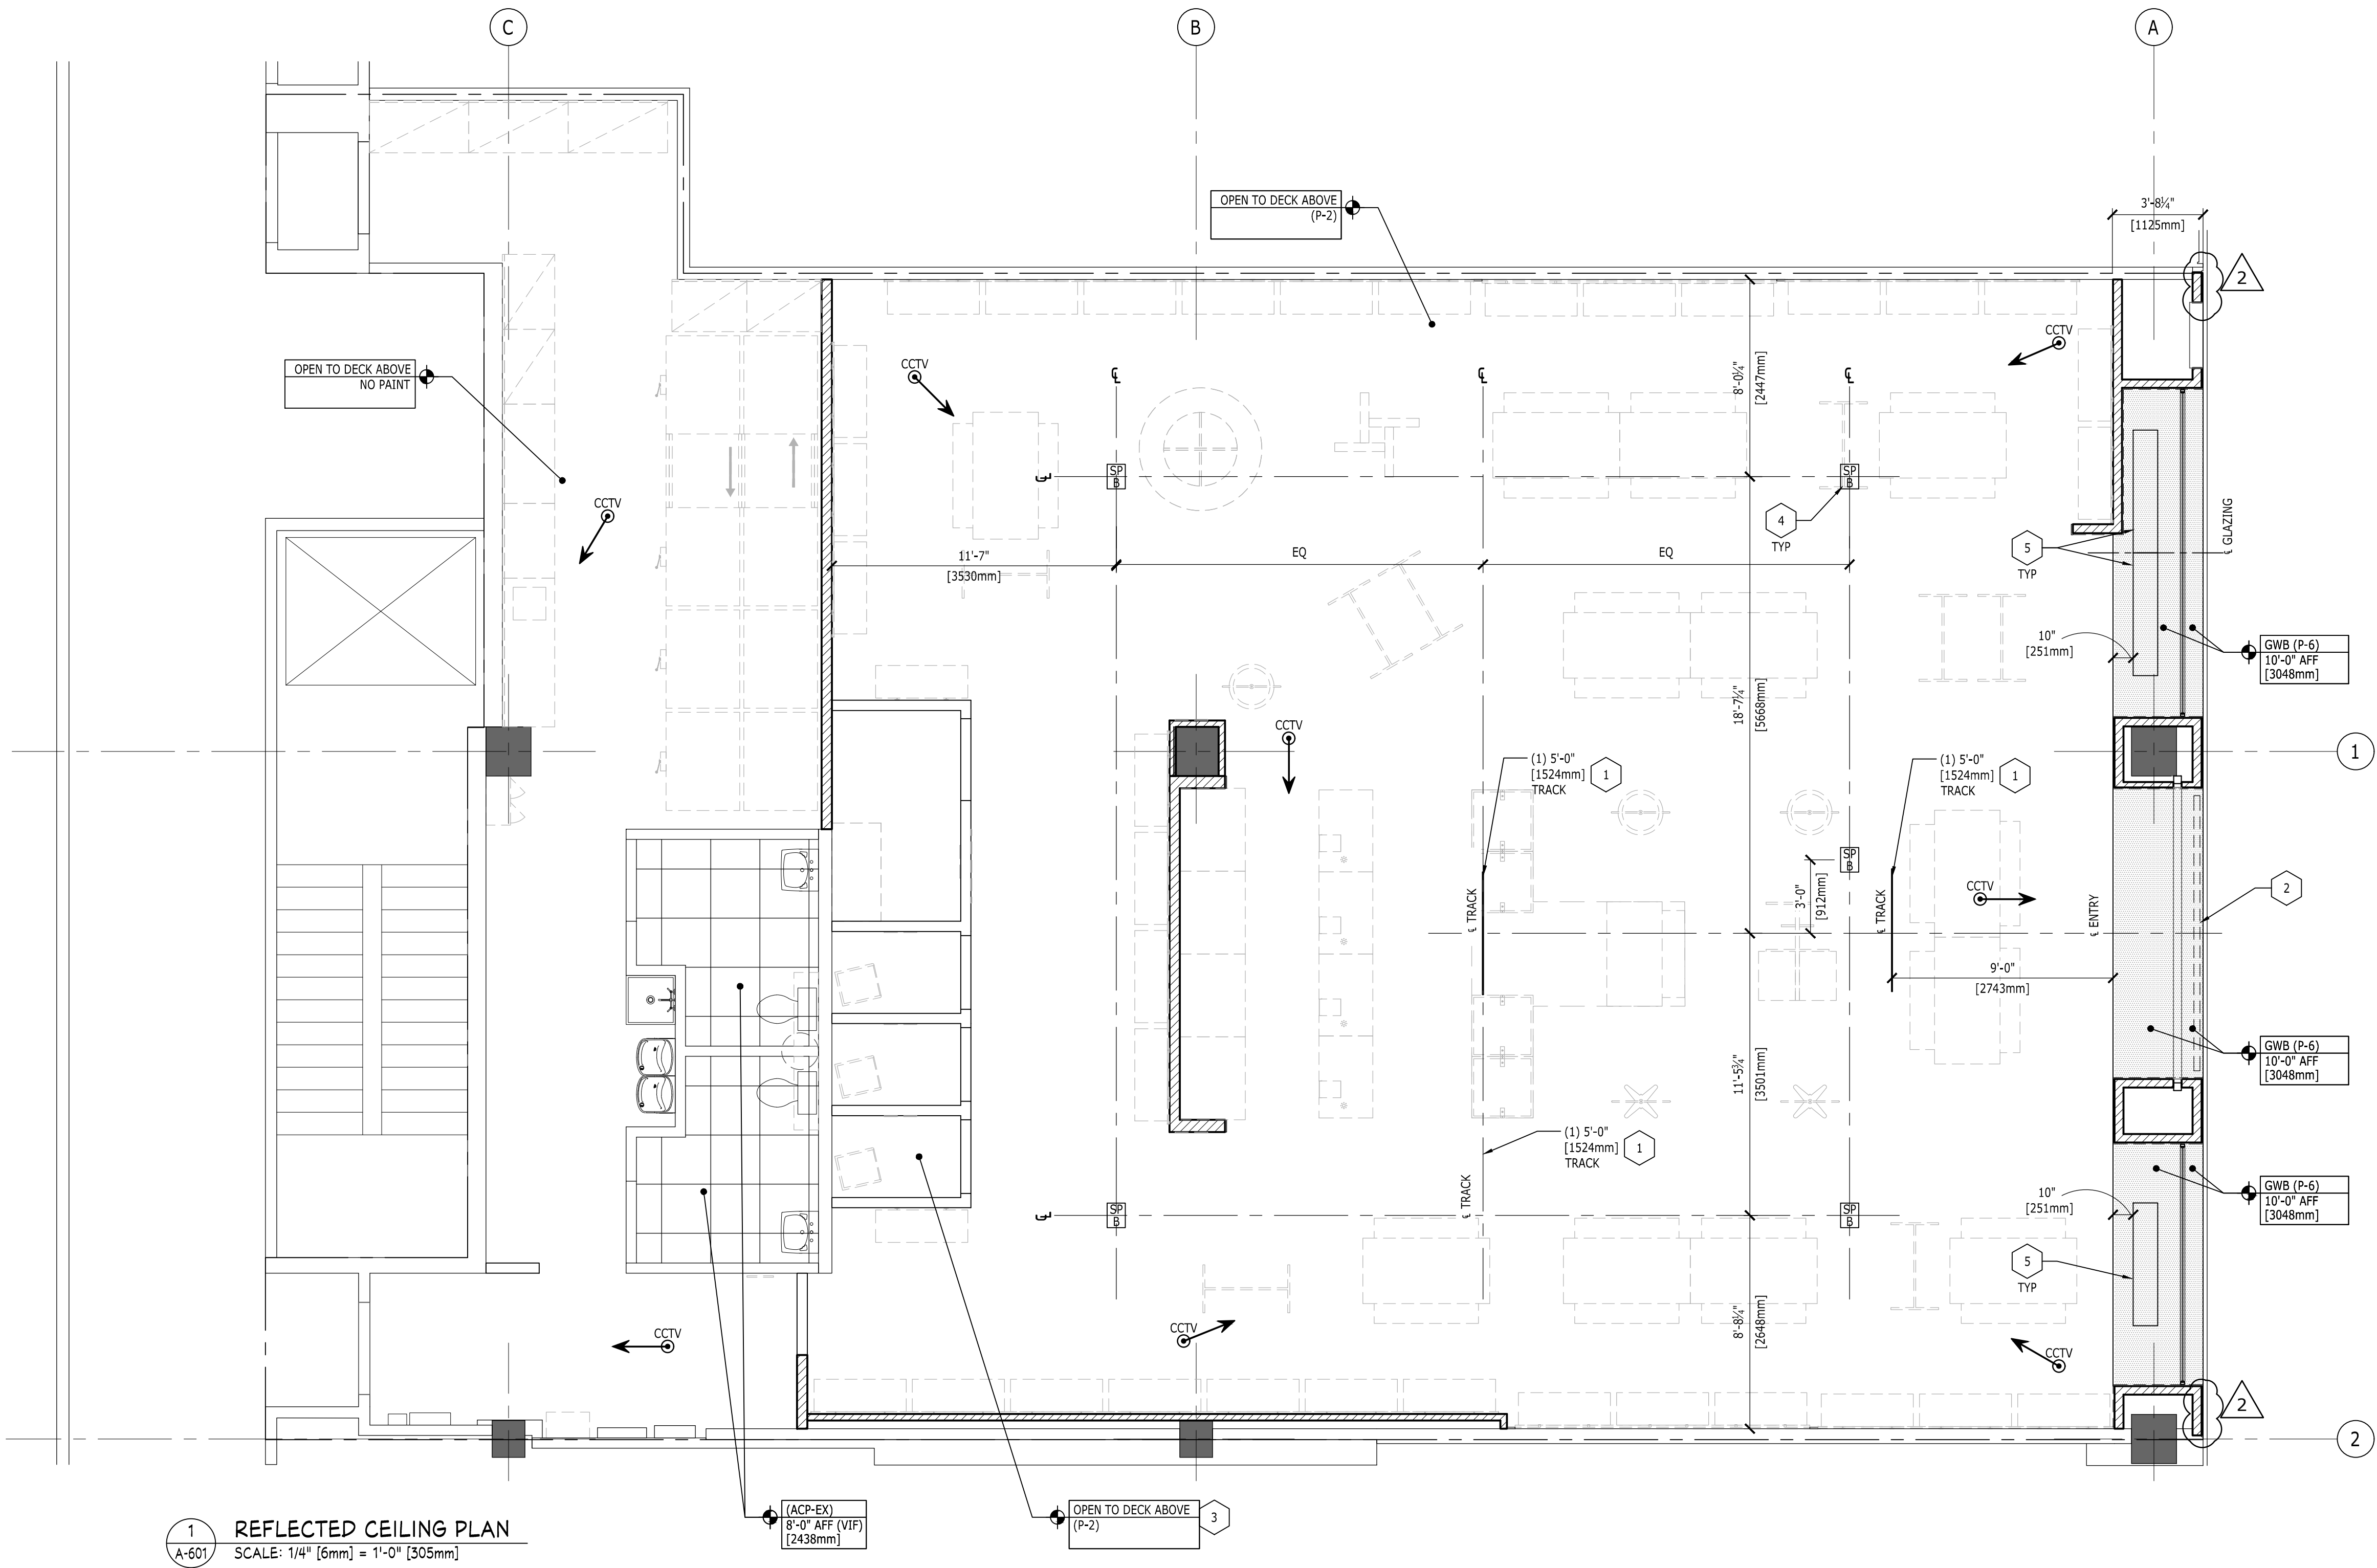 C
B
A
OPEN TO DECK ABOVE
(P-2)
3'-8¼"
[1125mm]
2
CCTV
CCTV
OPEN TO DECK ABOVE
NO PAINT
℄
℄
℄
8'-0¼"
[2447mm]
℄
SP
B
SP
B
CCTV
4
TYP
℄ GLAZING
11'-7"
[3530mm]
EQ
EQ
5
TYP
10"
[251mm]
GWB (P-6)
10'-0" AFF
[3048mm]
18'-7¼"
[5668mm]
CCTV
1
(1) 5'-0"
[1524mm]
TRACK
1
(1) 5'-0"
[1524mm]
TRACK
1
SP
B
3'-0"
[912mm]
℄ TRACK
℄ TRACK
CCTV
℄ ENTRY
2
9'-0"
[2743mm]
GWB (P-6)
10'-0" AFF
[3048mm]
11'-5¾"
[3501mm]
(1) 5'-0"
[1524mm]
TRACK
1
℄ TRACK
GWB (P-6)
10'-0" AFF
[3048mm]
10"
[251mm]
℄
SP
B
SP
B
5
TYP
8'-8¼"
[2648mm]
CCTV
CCTV
CCTV
2
2
(ACP-EX)
8'-0" AFF (VIF)
[2438mm]
OPEN TO DECK ABOVE
(P-2)
3
1
A-601
REFLECTED CEILING PLAN
SCALE: 1/4" [6mm] = 1'-0" [305mm]